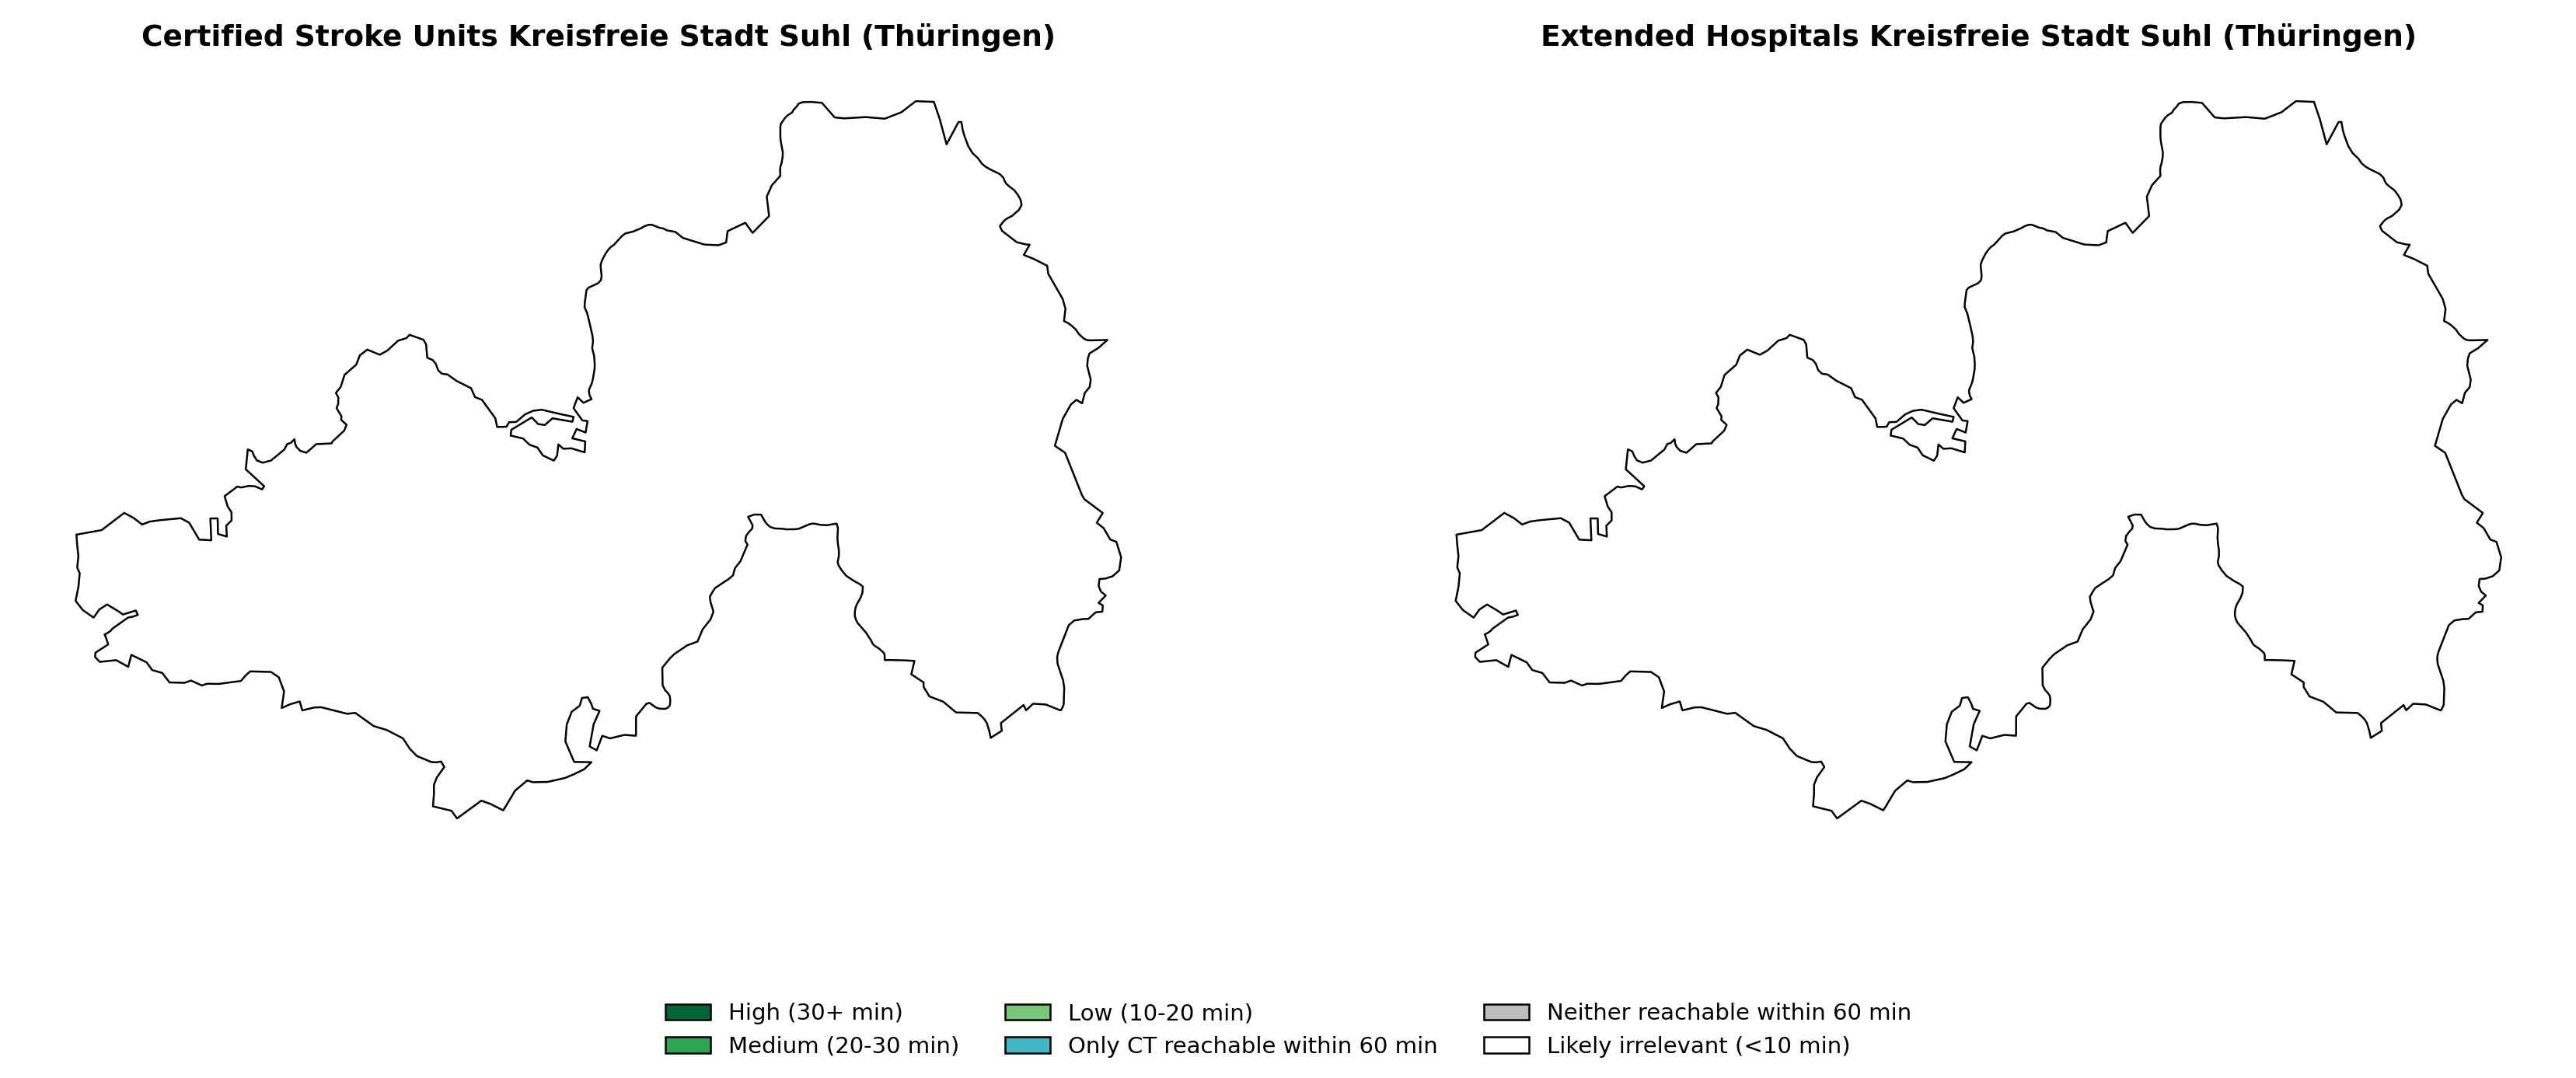 Certified Stroke Units Kreisfreie Stadt Suhl (Thüringen)
Extended Hospitals Kreisfreie Stadt Suhl (Thüringen)
High (30+ min)
Medium (20-30 min)
Low (10-20 min)
Only CT reachable within 60 min
Neither reachable within 60 min
Likely irrelevant (<10 min)